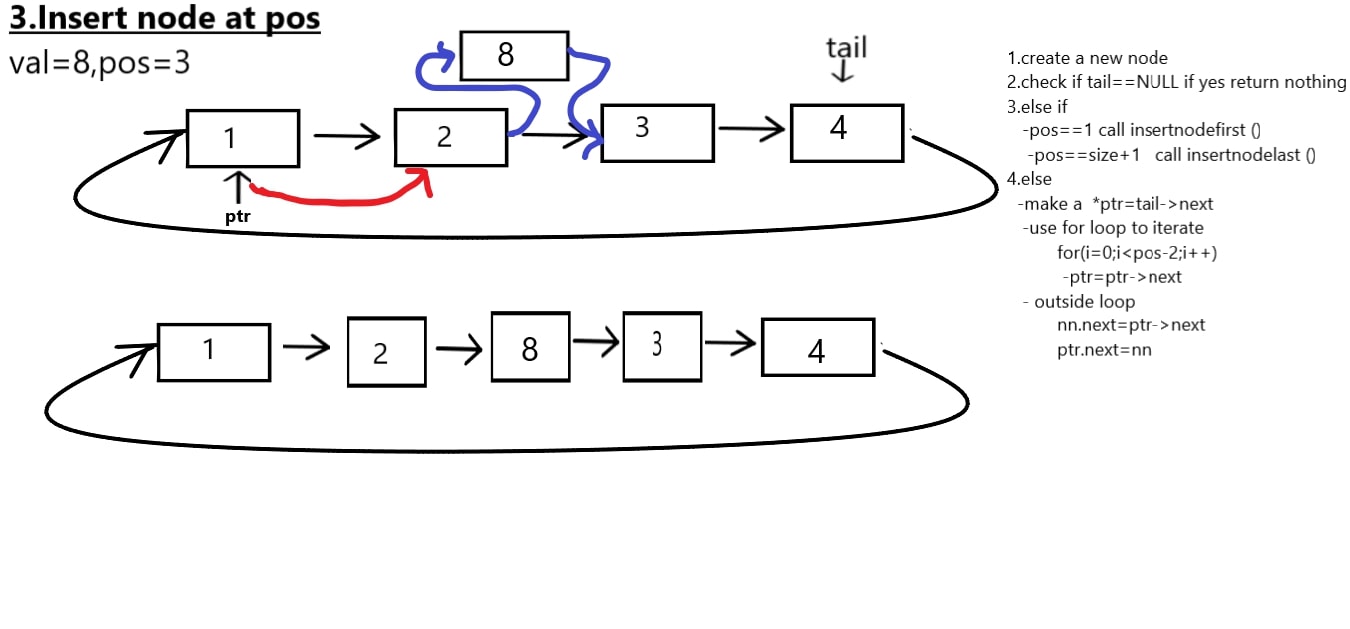 3.Insert node at pos
val=8,pos=3
8
tail
1
2
3
4
ptr
1
2
8
3
4
1.create a new node
2.check if tail==NULL if yes return nothing
3.else if
-pos==1 call insertnodefirst ()
-pos==size+1 call insertnodelast ()
4.else
-make a *ptr=tail->next
-use for loop to iterate
for(i=0;i<pos-2;i++)
-ptr=ptr->next
- outside loop
nn.next=ptr->next
ptr.next=nn